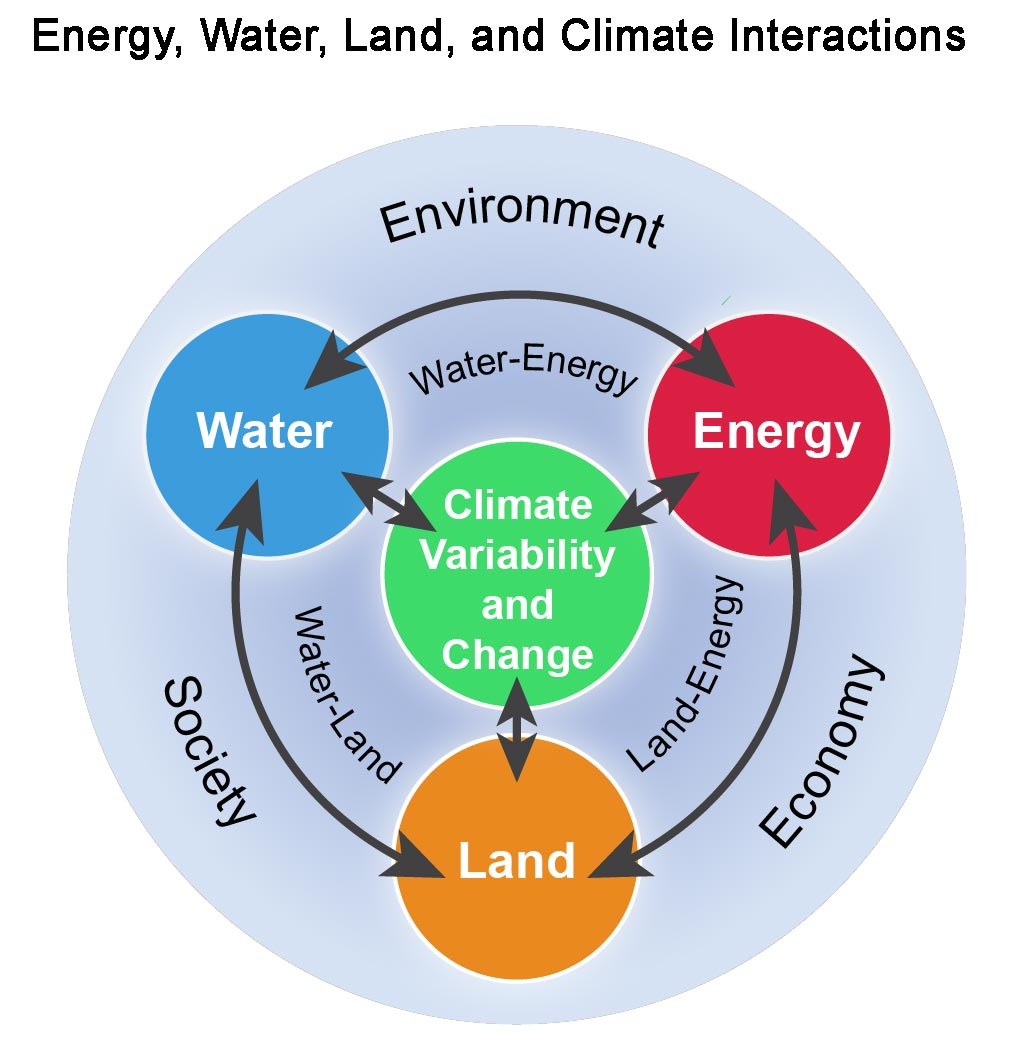 Energy, Water, Land, and Climate Interactions
Environment
Water-Energy
Water
Energy
Climate
Variability
and
Change
Water-Land
Land-Energy
Society
Economy
Land